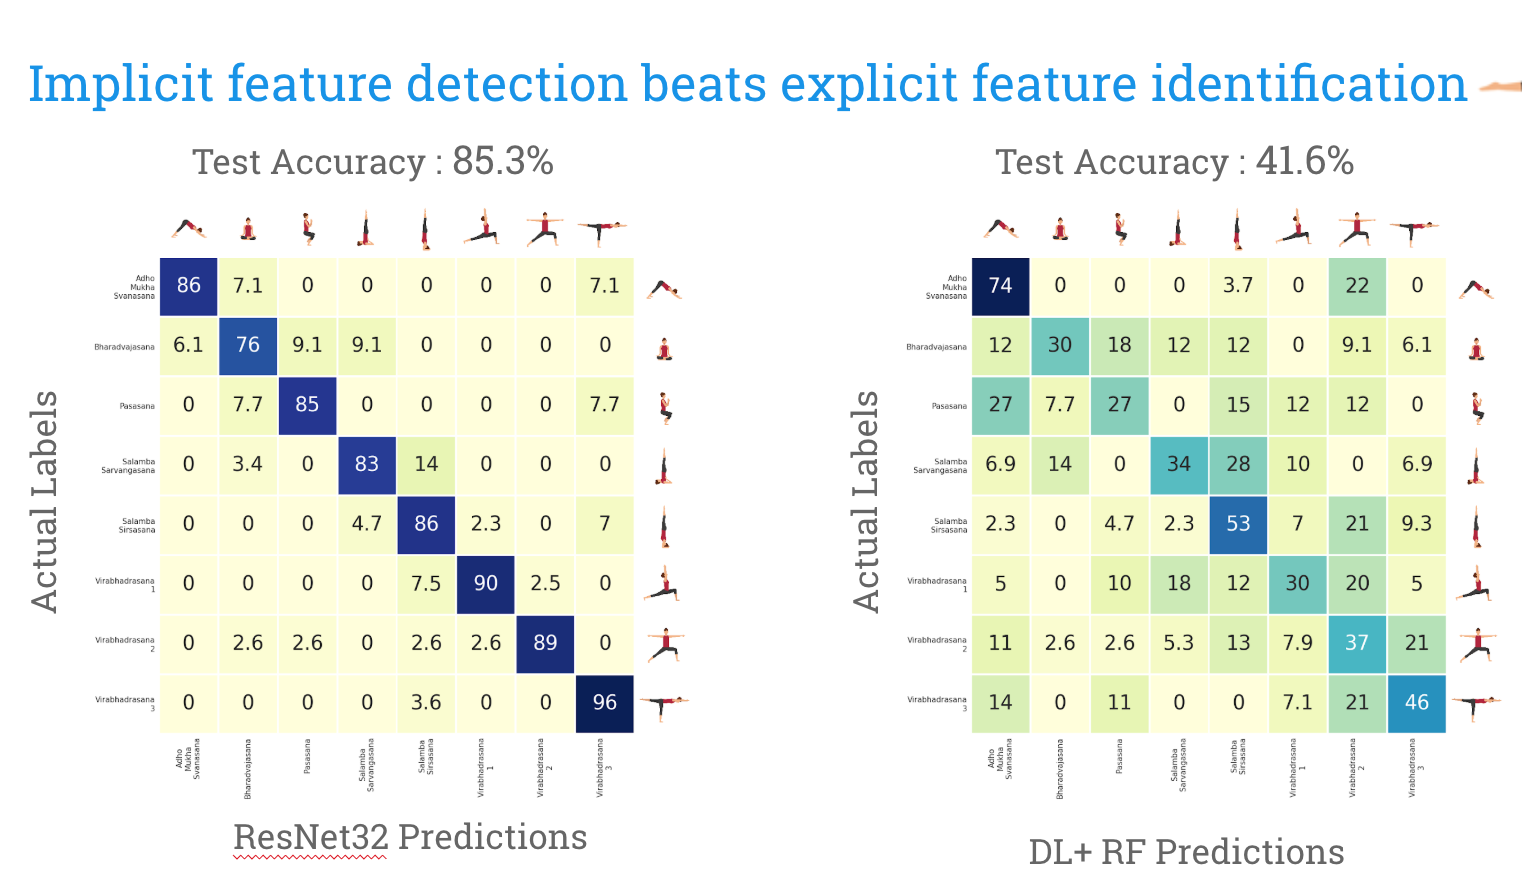 Implicit feature detection beats explicit feature identification
Test Accuracy : 85.3%
Actual Labels
Adho
Mukha
Svanasana
86 7.1 0 0 0 0 0 7.1
Bharadvajasana
6.1 76 9.1 9.1 0 0 0 0
Pasasana
0 7.7 85 0 0 0 0 7.7
Salamba
Sarvangasana
0 3.4 0 83 14 0 0 0
Salamba
Sirsasana
0 0 0 4.7 86 2.3 0 7
Virabhadrasana
1
0 0 0 0 7.5 90 2.5 0
Virabhadrasana
2
0 2.6 2.6 0 2.6 2.6 89 0
Virabhadrasana
3
0 0 0 0 3.6 0 0 96
Adho
Mukha
Svanasana
Bharadvajasana
Pasasana
Salamba
Sarvangasana
Salamba
Sirsasana
Virabhadrasana
1
Virabhadrasana
2
Virabhadrasana
3
ResNet32 Predictions
Test Accuracy : 41.6%
Actual Labels
Adho
Mukha
Svanasana
74 0 0 0 3.7 0 22 0
Bharadvajasana
12 30 18 12 12 0 9.1 6.1
Pasasana
27 7.7 27 0 15 12 12 0
Salamba
Sarvangasana
6.9 14 0 34 28 10 0 6.9
Salamba
Sirsasana
2.3 0 4.7 2.3 53 7 21 9.3
Virabhadrasana
1
5 0 10 18 12 30 20 5
Virabhadrasana
2
11 2.6 2.6 5.3 13 7.9 37 21
Virabhadrasana
3
14 0 11 0 0 7.1 21 46
Adho
Mukha
Svanasana
Bharadvajasana
Pasasana
Salamba
Sarvangasana
Salamba
Sirsasana
Virabhadrasana
1
Virabhadrasana
2
Virabhadrasana
3
DL+ RF Predictions